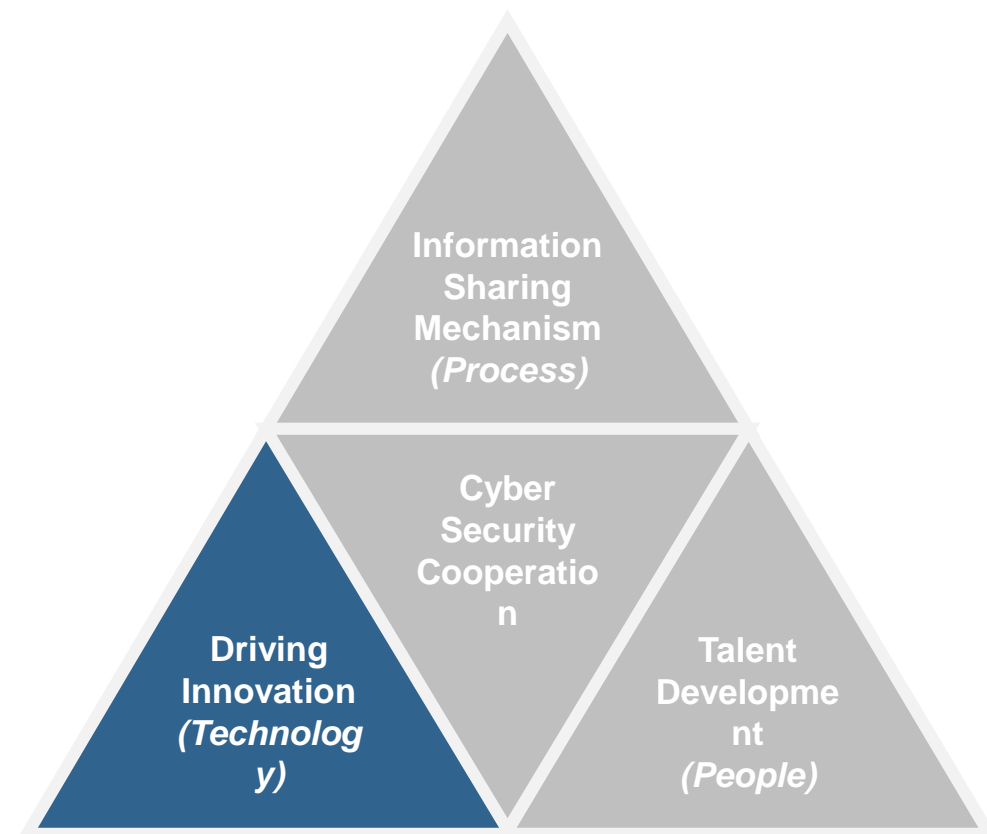 Information
Sharing
Mechanism
(Process)
Cyber
Security
Cooperatio
n
Driving
Innovation
(Technolog
y)
Talent
Developme
nt
(People)